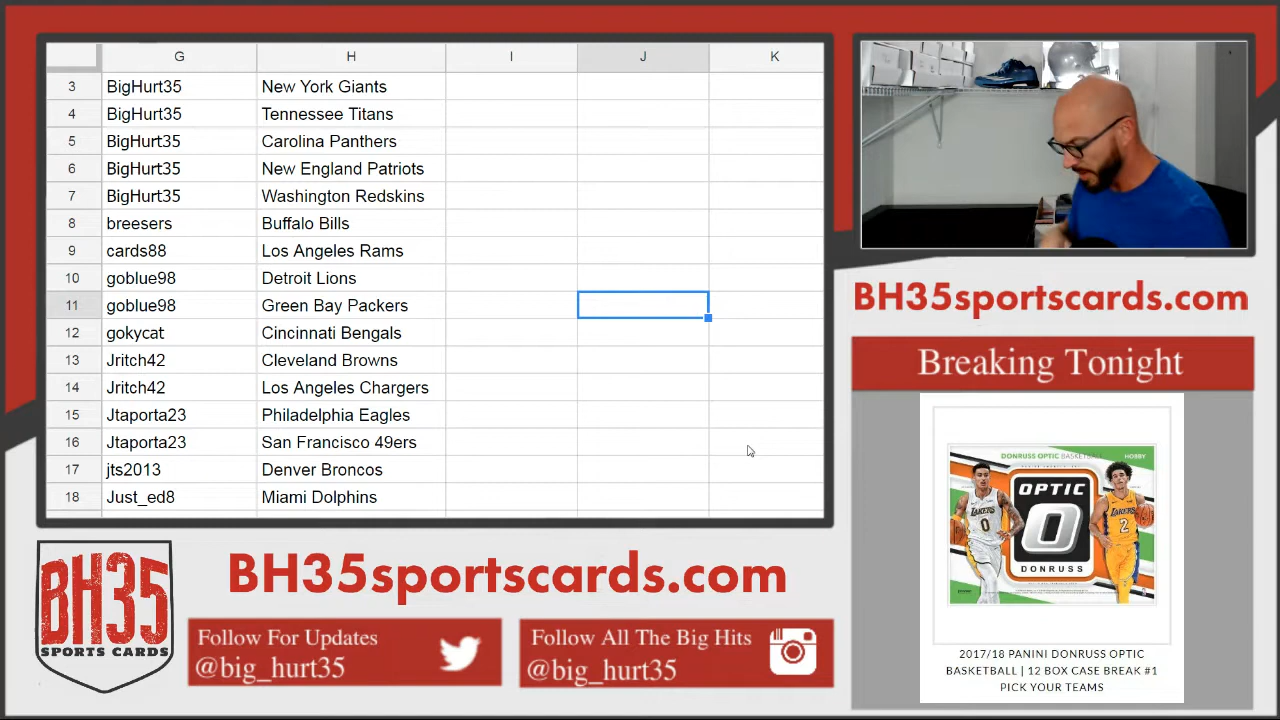 G H I J K
3 BigHurt35 New York Giants
4 BigHurt35 Tennessee Titans
5 BigHurt35 Carolina Panthers
6 BigHurt35 New England Patriots
7 BigHurt35 Washington Redskins
8 breesers Buffalo Bills
9 cards88 Los Angeles Rams
10 goblue98 Detroit Lions
11 goblue98 Green Bay Packers
12 gokycat Cincinnati Bengals
13 Jritch42 Cleveland Browns
14 Jritch42 Los Angeles Chargers
15 Jtaporta23 Philadelphia Eagles
16 Jtaporta23 San Francisco 49ers
17 jts2013 Denver Broncos
18 Just_ed8 Miami Dolphins
BH35sportscards.com
Breaking Tonight
DONRUSS OPTIC BASKETBALL
HOBBY
OPTIC
DONRUSS
LAKERS
0
LAKERS
2
2017/18 PANINI DONRUSS OPTIC
BASKETBALL | 12 BOX CASE BREAK #1
PICK YOUR TEAMS
BH35
SPORTS CARDS
BH35sportscards.com
Follow For Updates
@big_hurt35
Follow All The Big Hits
@big_hurt35